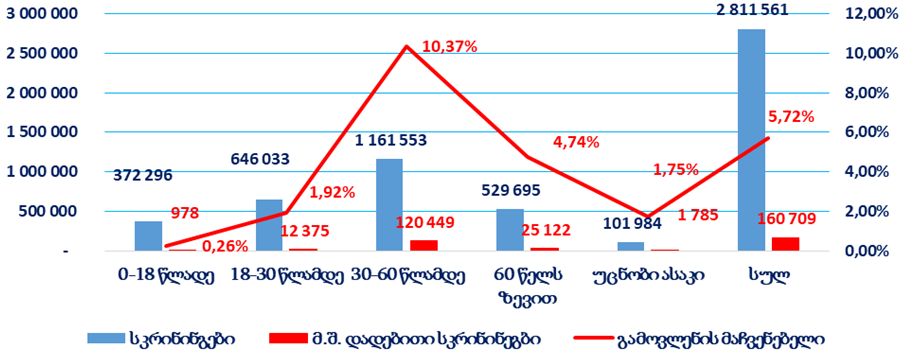 3 000 000
2 500 000
2 000 000
1 500 000
1 000 000
500 000
-
12,00%
10,00%
8,00%
6,00%
4,00%
2,00%
0,00%
372 296
646 033
1 161 553
529 695
101 984
2 811 561
978
12 375
120 449
25 122
1 785
160 709
0,26%
1,92%
10,37%
4,74%
1,75%
5,72%
0-18 წლადე
18-30 წლამდე
30-60 წლამდე
60 წელს
ზევით
უცნობი ასაკი
სულ
სკრინინგები
მ.შ. დადებითი სკრინინეგბი
გამოვლენის მაჩვენებელი